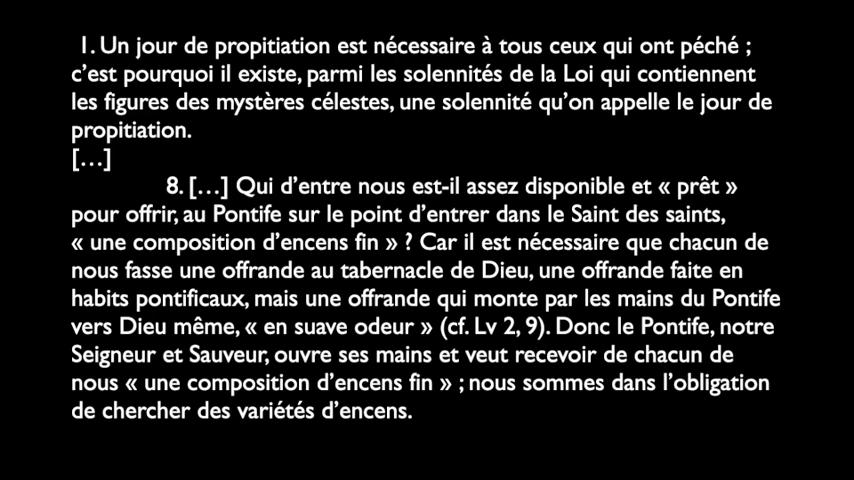 1. Un jour de propitiation est nécessaire à tous ceux qui ont péché ;
c’est pourquoi il existe, parmi les solennités de la Loi qui contiennent
les figures des mystères célestes, une solennité qu’on appelle le jour de
propitiation.
[…]
8. […] Qui d’entre nous est-il assez disponible et « prêt »
pour offrir, au Pontife sur le point d’entrer dans le Saint des saints,
« une composition d’encens fin » ? Car il est nécessaire que chacun de
nous fasse une offrande au tabernacle de Dieu, une offrande faite en
habits pontificaux, mais une offrande qui monte par les mains du Pontife
vers Dieu même, « en suave odeur » (cf. Lv 2, 9). Donc le Pontife, notre
Seigneur et Sauveur, ouvre ses mains et veut recevoir de chacun de
nous « une composition d’encens fin » ; nous sommes dans l’obligation
de chercher des variétés d’encens.